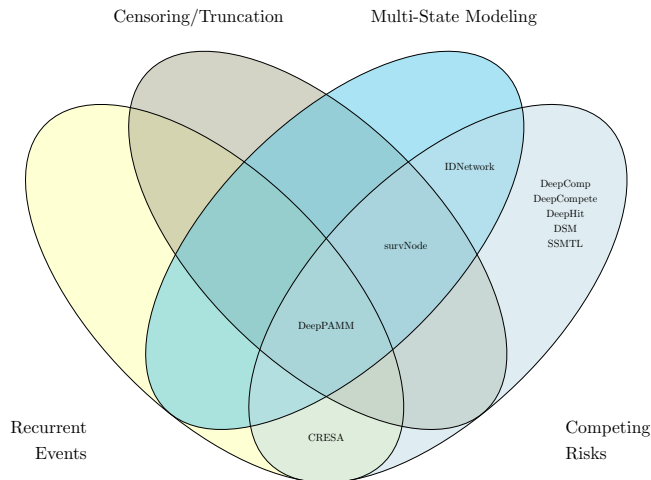 Censoring/Truncation
Multi-State Modeling
IDNetwork
DeepComp
DeepCompete
DeepHit
DSM
SSMTL
survNode
DeepPAMM
Recurrent
Events
CRESA
Competing
Risks